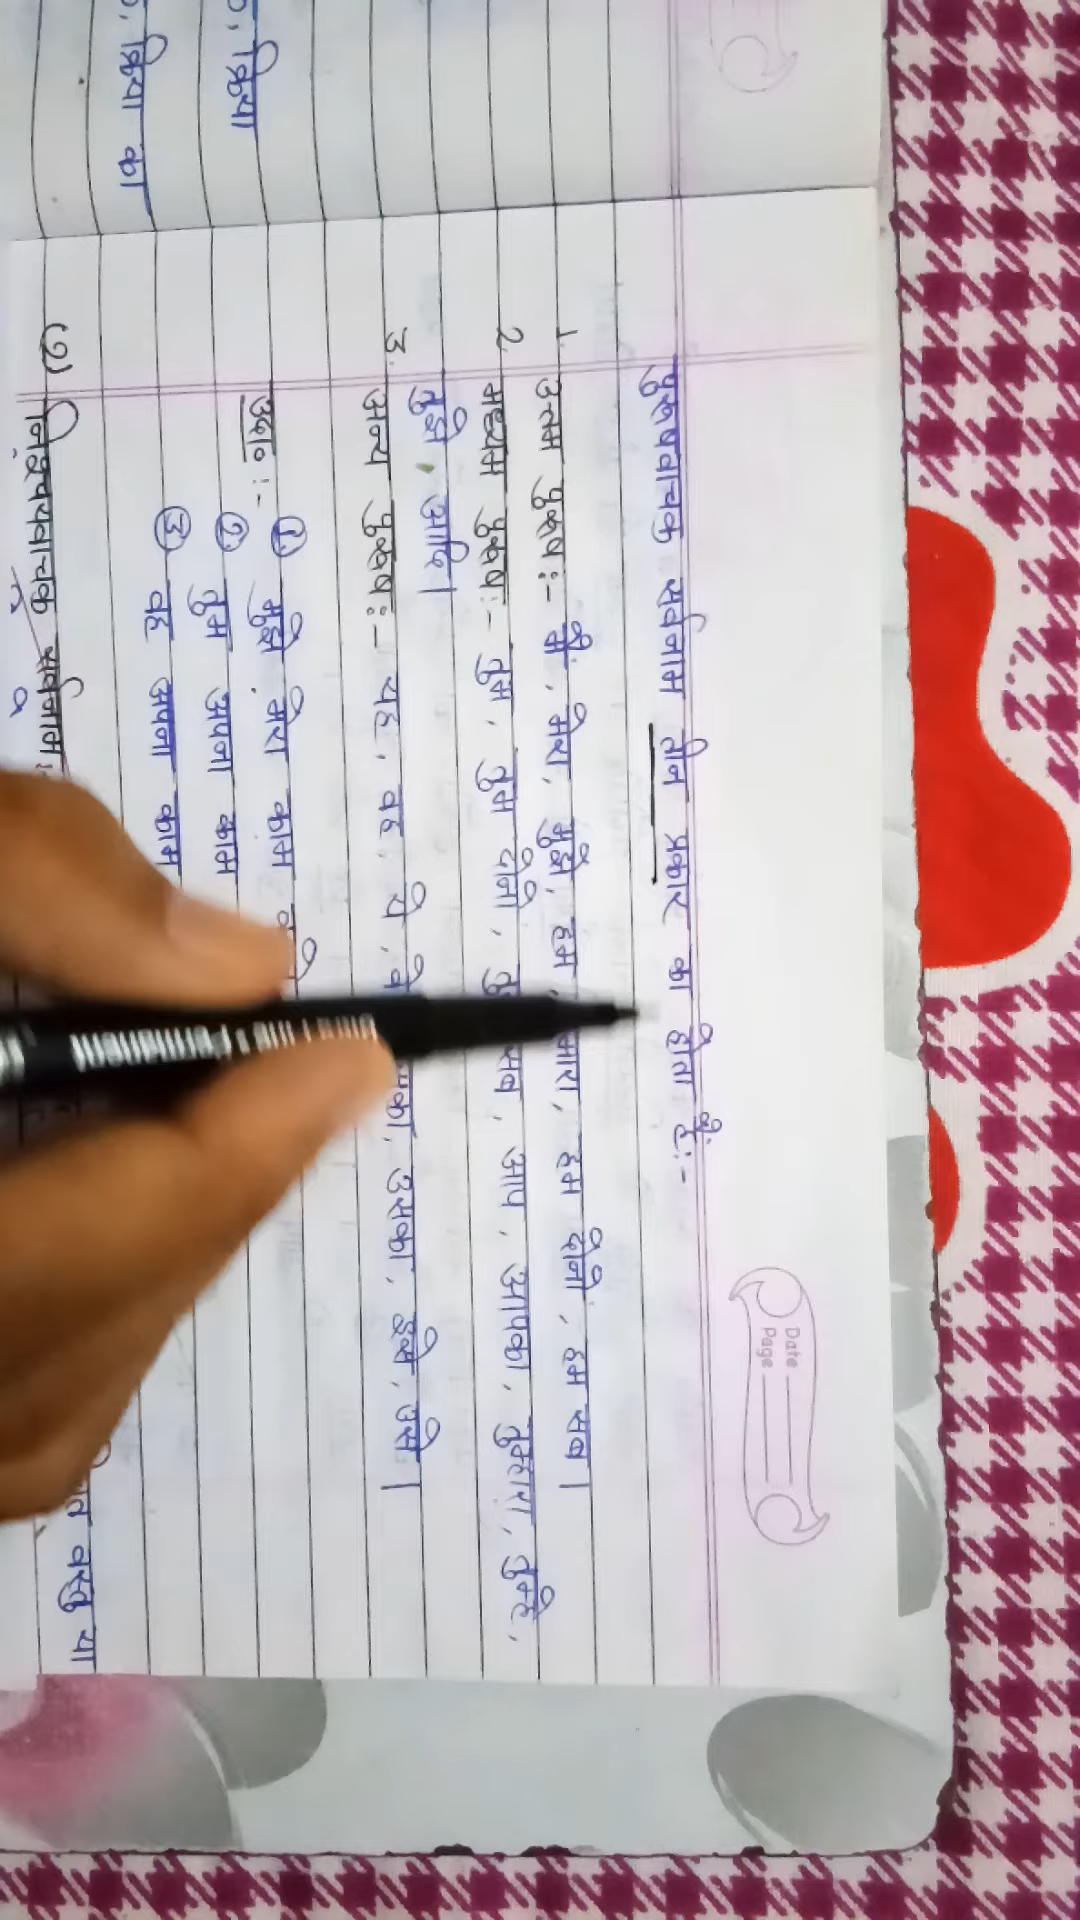 क्रिया
क्रिया का
Date
Page
पुरुषवाचक सर्वनाम तीन प्रकार का होता हैं:-
1. उत्तम पुरुष:- मैं, मेरा, मुझे, हम, हम दोनों, हम सब।
2. मध्यम पुरुष:- तुम, तुम दोनों, सब, आप, आपका, तुम्हारा, तुम्हे,
तुझे, आदि।
3. अन्य पुरुष:- यह, वह, ये, वे उसका, इसे, उसे।
उदा०:- ① मुझे मेरा काम
② तुम अपना काम
③ वह अपना काम
(2) निश्चयवाचक सर्वनाम:
वस्तु या